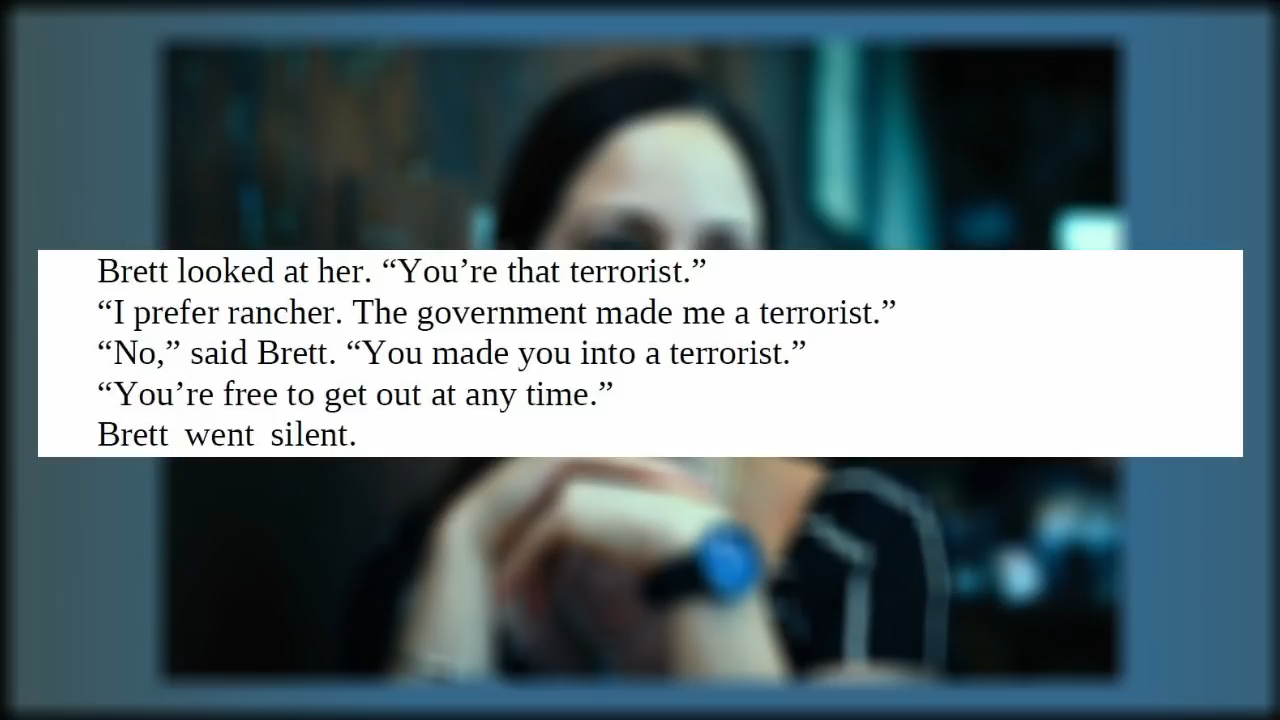 Brett looked at her. “You’re that terrorist.”
“I prefer rancher. The government made me a terrorist.”
“No,” said Brett. “You made you into a terrorist.”
“You’re free to get out at any time.”
Brett went silent.